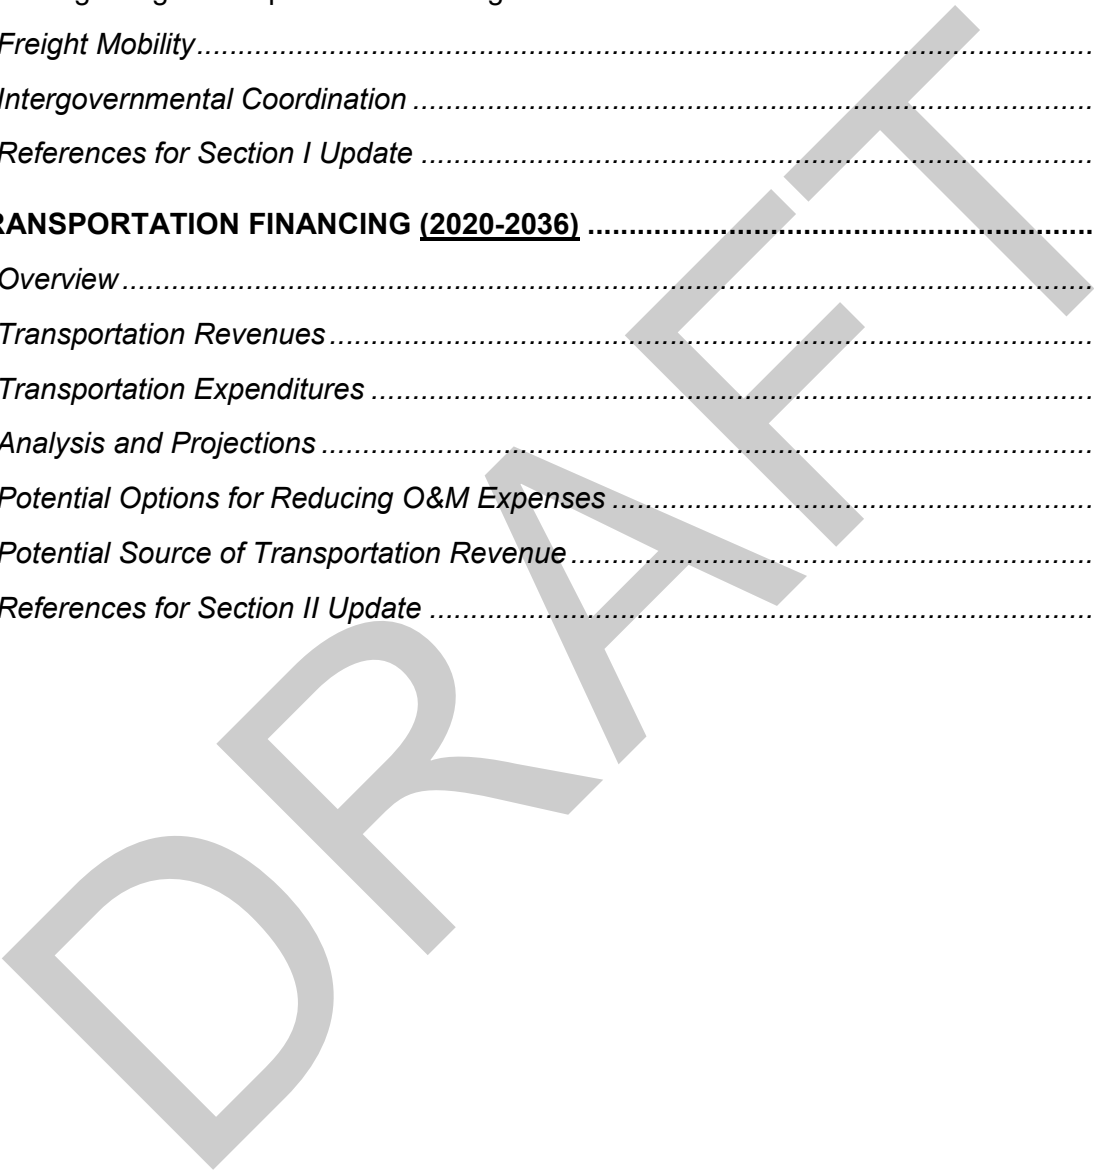 Freight Mobility........................................................................................................
Intergovernmental Coordination ..............................................................................
References for Section I Update .............................................................................
RANSPORTATION FINANCING (2020-2036) .........................................................
Overview..................................................................................................................
Transportation Revenues.........................................................................................
Transportation Expenditures ...................................................................................
Analysis and Projections .........................................................................................
Potential Options for Reducing O&M Expenses ......................................................
Potential Source of Transportation Revenue...........................................................
References for Section II Update ............................................................................
DRAFT